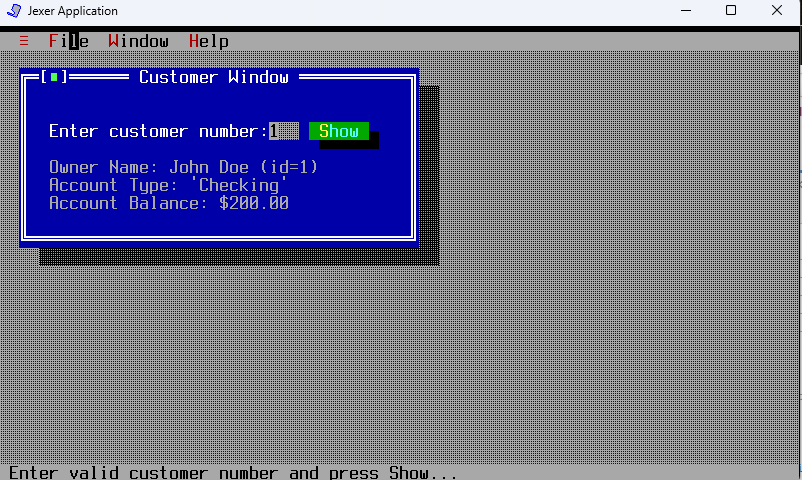 Jexer Application
☰ File Window Help
Customer Window
Enter customer number:1 Show
Owner Name: John Doe (id=1)
Account Type: 'Checking'
Account Balance: $200.00
Enter valid customer number and press Show...